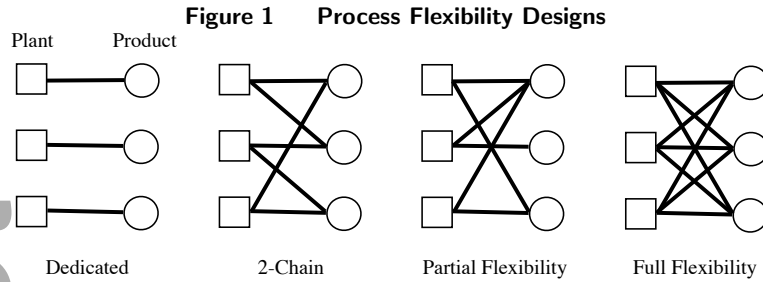 Figure 1 Process Flexibility Designs
Plant Product
Dedicated 2-Chain Partial Flexibility Full Flexibility